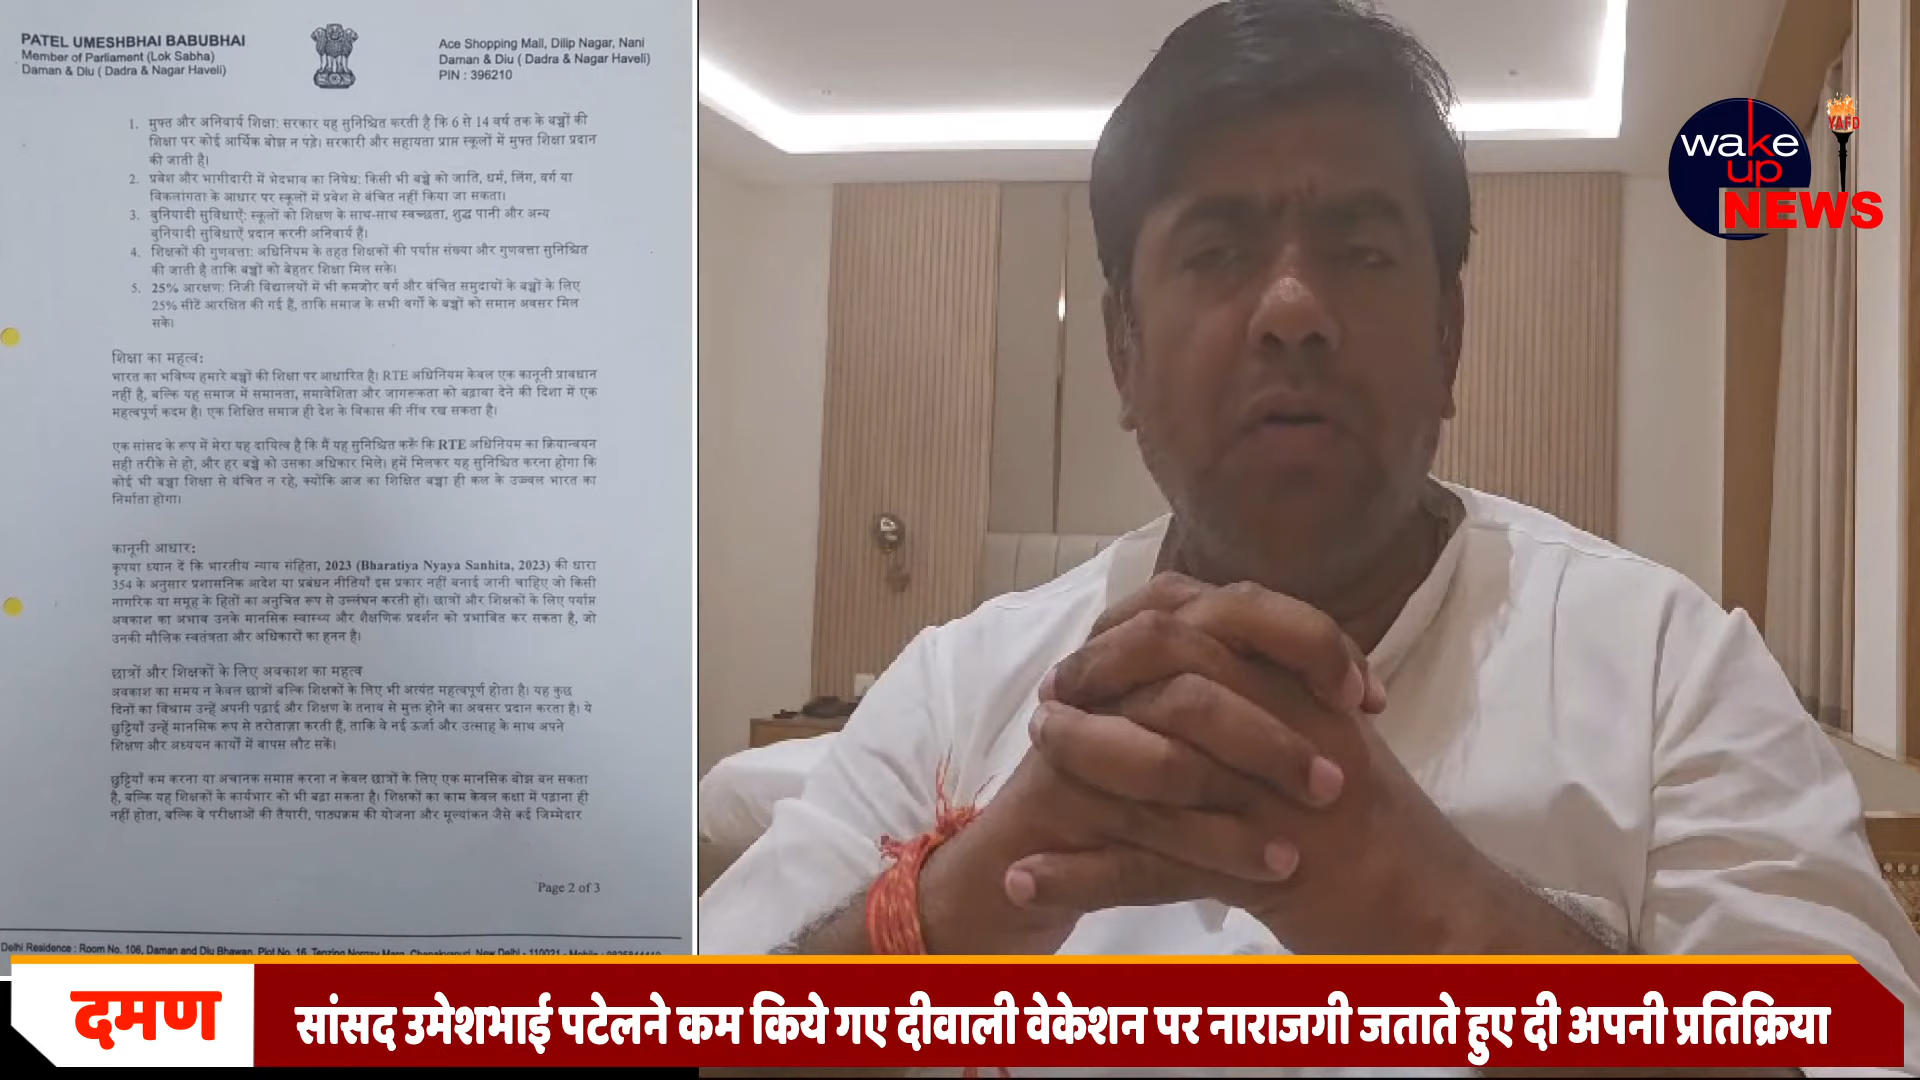 PATEL UMESHBHAI BABUBHAI
Member of Parliament (Lok Sabha)
Daman & Diu ( Dadra & Nagar Haveli)
Ace Shopping Mall, Dilip Nagar, Nani
Daman & Diu ( Dadra & Nagar Haveli)
PIN : 396210
1. मुफ्त और अनिवार्य शिक्षा: सरकार यह सुनिश्चित करती है कि 6 से 14 वर्ष तक के बच्चों की
शिक्षा पर कोई आर्थिक बोझ न पड़े। सरकारी और सहायता प्राप्त स्कूलों में मुफ्त शिक्षा प्रदान
की जाती है।
2. प्रवेश और भागीदारी में भेदभाव का निषेध: किसी भी बच्चे को जाति, धर्म, लिंग, वर्ग या
विकलांगता के आधार पर स्कूलों में प्रवेश से वंचित नहीं किया जा सकता।
3. बुनियादी सुविधाएँ: स्कूलों को शिक्षण के साथ-साथ स्वच्छता, शुद्ध पानी और अन्य
बुनियादी सुविधाएँ प्रदान करनी अनिवार्य हैं।
4. शिक्षकों की गुणवत्ता: अधिनियम के तहत शिक्षकों की पर्याप्त संख्या और गुणवत्ता सुनिश्चित
की जाती है ताकि बच्चों को बेहतर शिक्षा मिल सके।
5. 25% आरक्षण: निजी विद्यालयों में भी कमजोर वर्ग और वंचित समुदायों के बच्चों के लिए
25% सीटें आरक्षित की गई हैं, ताकि समाज के सभी वर्गों के बच्चों को समान अवसर मिल
सके।
शिक्षा का महत्व:
भारत का भविष्य हमारे बच्चों की शिक्षा पर आधारित है। RTE अधिनियम केवल एक कानूनी प्रावधान
नहीं है, बल्कि यह समाज में समानता, समावेशिता और जागरूकता को बढ़ावा देने की दिशा में एक
महत्वपूर्ण कदम है। एक शिक्षित समाज ही देश के विकास की नींव रख सकता है।
एक सांसद के रूप में मेरा यह दायित्व है कि मैं यह सुनिश्चित करूँ कि RTE अधिनियम का क्रियान्वयन
सही तरीके से हो, और हर बच्चे को उसका अधिकार मिले। हमें मिलकर यह सुनिश्चित करना होगा कि
कोई भी बच्चा शिक्षा से वंचित न रहे, क्योंकि आज का शिक्षित बच्चा ही कल के उज्ज्वल भारत का
निर्माता होगा।
कानूनी आधार:
कृपया ध्यान दें कि भारतीय न्याय संहिता, 2023 (Bharatiya Nyaya Sanhita, 2023) की धारा
354 के अनुसार प्रशासनिक आदेश या प्रबंधन नीतियाँ इस प्रकार नहीं बनाई जानी चाहिए जो किसी
नागरिक या समूह के हितों का अनुचित रूप से उल्लंघन करती हों। छात्रों और शिक्षकों के लिए पर्याप्त
अवकाश का अभाव उनके मानसिक स्वास्थ्य और शैक्षणिक प्रदर्शन को प्रभावित कर सकता है, जो
उनकी मौलिक स्वतंत्रता और अधिकारों का हनन है।
छात्रों और शिक्षकों के लिए अवकाश का महत्व
अवकाश का समय न केवल छात्रों बल्कि शिक्षकों के लिए भी अत्यंत महत्वपूर्ण होता है। यह कुछ
दिनों का विश्राम उन्हें अपनी पढ़ाई और शिक्षण के तनाव से मुक्त होने का अवसर प्रदान करता है। ये
छुट्टियाँ उन्हें मानसिक रूप से तरोताज़ा करती हैं, ताकि वे नई ऊर्जा और उत्साह के साथ अपने
शिक्षण और अध्ययन कार्यों में वापस लौट सकें।
छुट्टियाँ कम करना या अचानक समाप्त करना न केवल छात्रों के लिए एक मानसिक बोझ बन सकता
है, बल्कि यह शिक्षकों के कार्यभार को भी बढ़ा सकता है। शिक्षकों का काम केवल कक्षा में पढ़ाना ही
नहीं होता, बल्कि वे परीक्षाओं की तैयारी, पाठ्यक्रम की योजना और मूल्यांकन जैसे कई जिम्मेदार
Page 2 of 3
Delhi Residence : Room No. 106, Daman and Diu Bhawan, Plot No. 16, Tenzing Norgay Marg, Chanakyapuri, New Delhi - 110021 - Mobile :
wake
up
NEWS
YAFD
दमण
सांसद उमेशभाई पटेलने कम किये गए दीवाली वेकेशन पर नाराजगी जताते हुए दी अपनी प्रतिक्रिया